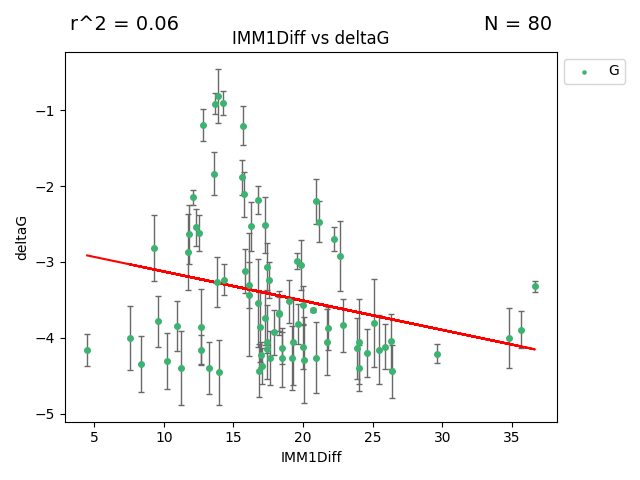 r^2 = 0.06
N = 80
IMM1Diff vs deltaG
G
−1
−2
−3
−4
−5
deltaG
5 10 15 20 25 30 35
IMM1Diff